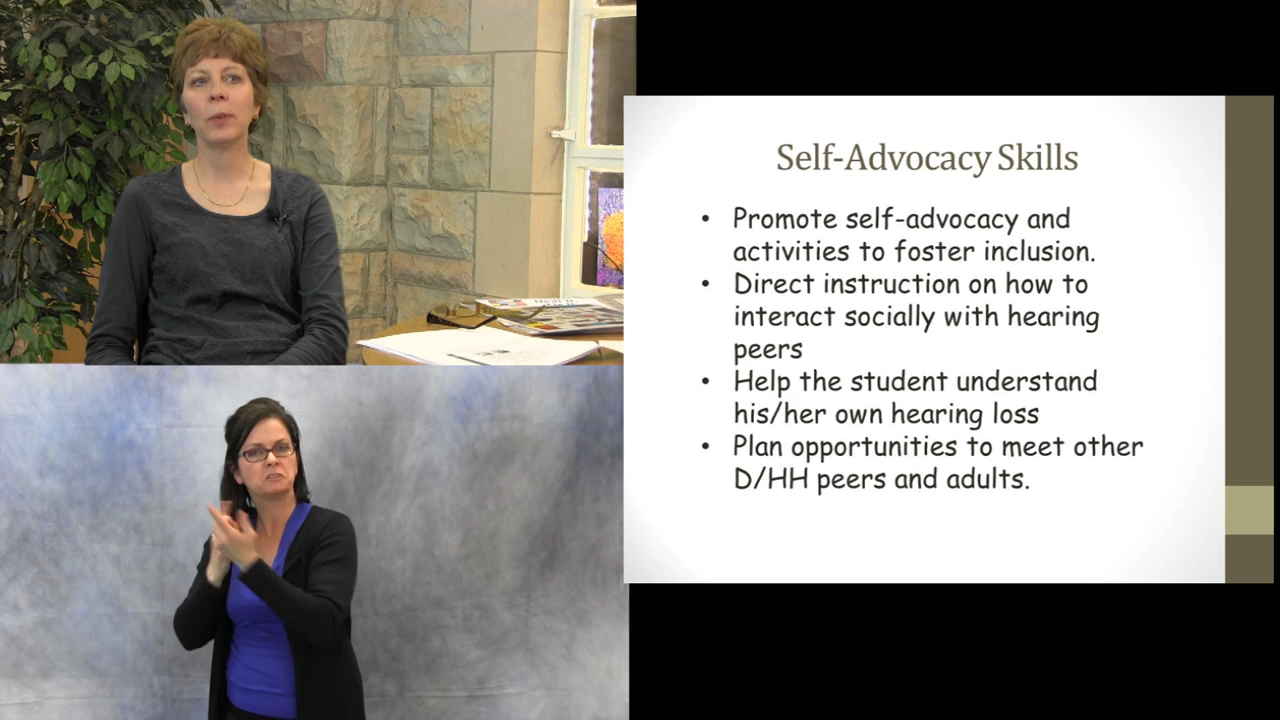 Self-Advocacy Skills
• Promote self-advocacy and
activities to foster inclusion.
• Direct instruction on how to
interact socially with hearing
peers
• Help the student understand
his/her own hearing loss
• Plan opportunities to meet other
D/HH peers and adults.